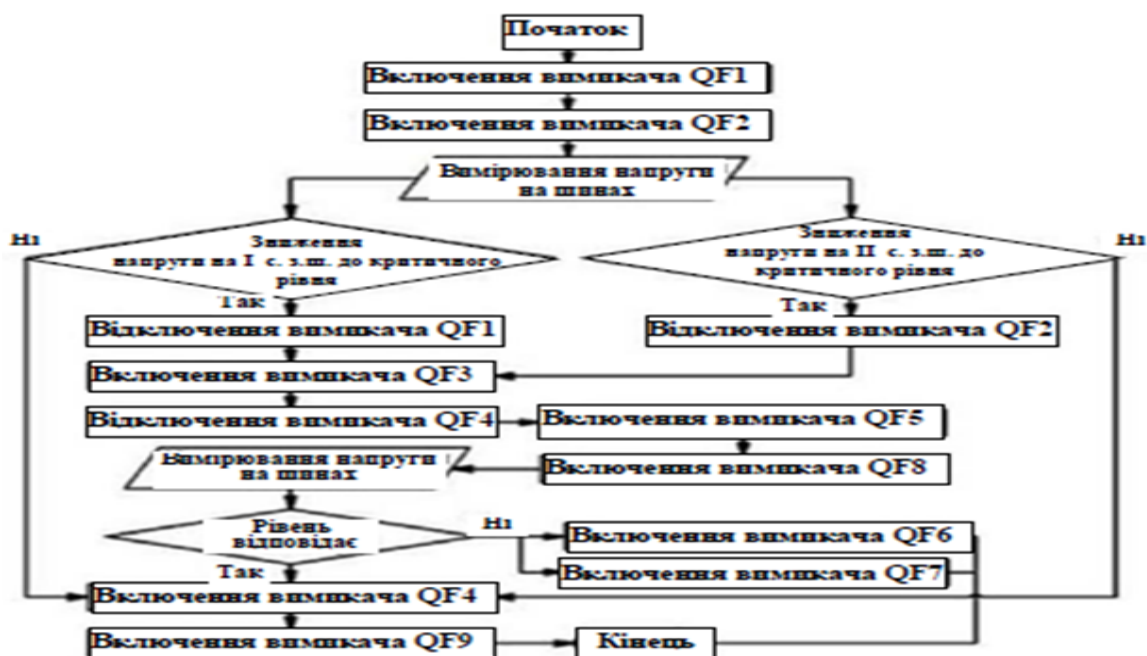 Початок
Включення вимикача QF1
Включення вимикача QF2
Вимірювання напруги
на шинах
Ні
Зниження
напруги на I с. з.ш. до критичного
рівня
Зниження
напруги на II с. з.ш. до
критичного рівня
Ні
Так
Так
Відключення вимикача QF1
Відключення вимикача QF2
Включення вимикача QF3
Відключення вимикача QF4
Включення вимикача QF5
Вимірювання напруги
на шинах
Включення вимикача QF8
Рівень
відповідає
Ні
Включення вимикача QF6
Так
Включення вимикача QF7
Включення вимикача QF4
Включення вимикача QF9
Кінець